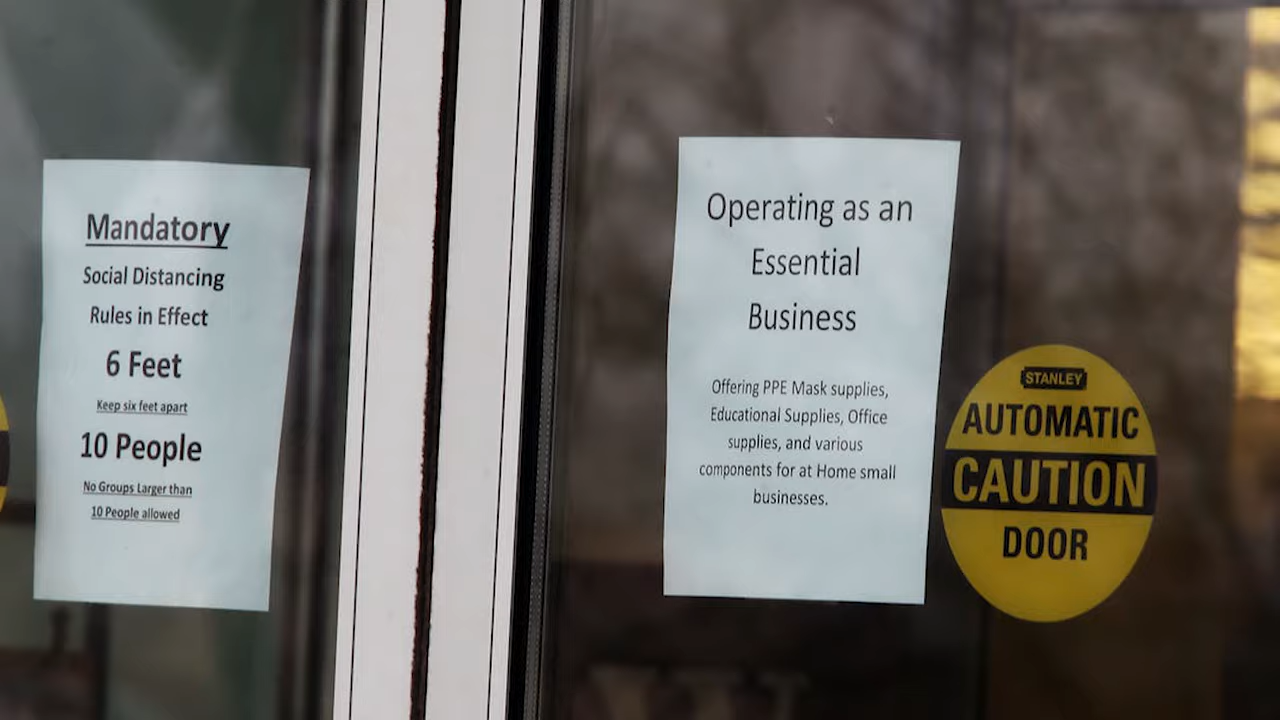 Mandatory
Social Distancing
Rules in Effect
6 Feet
Keep six feet apart
10 People
No Groups Larger than
10 People allowed
Operating as an
Essential
Business
Offering PPE Mask supplies,
Educational Supplies, Office
supplies, and various
components for at Home small
businesses.
STANLEY
AUTOMATIC
CAUTION
DOOR